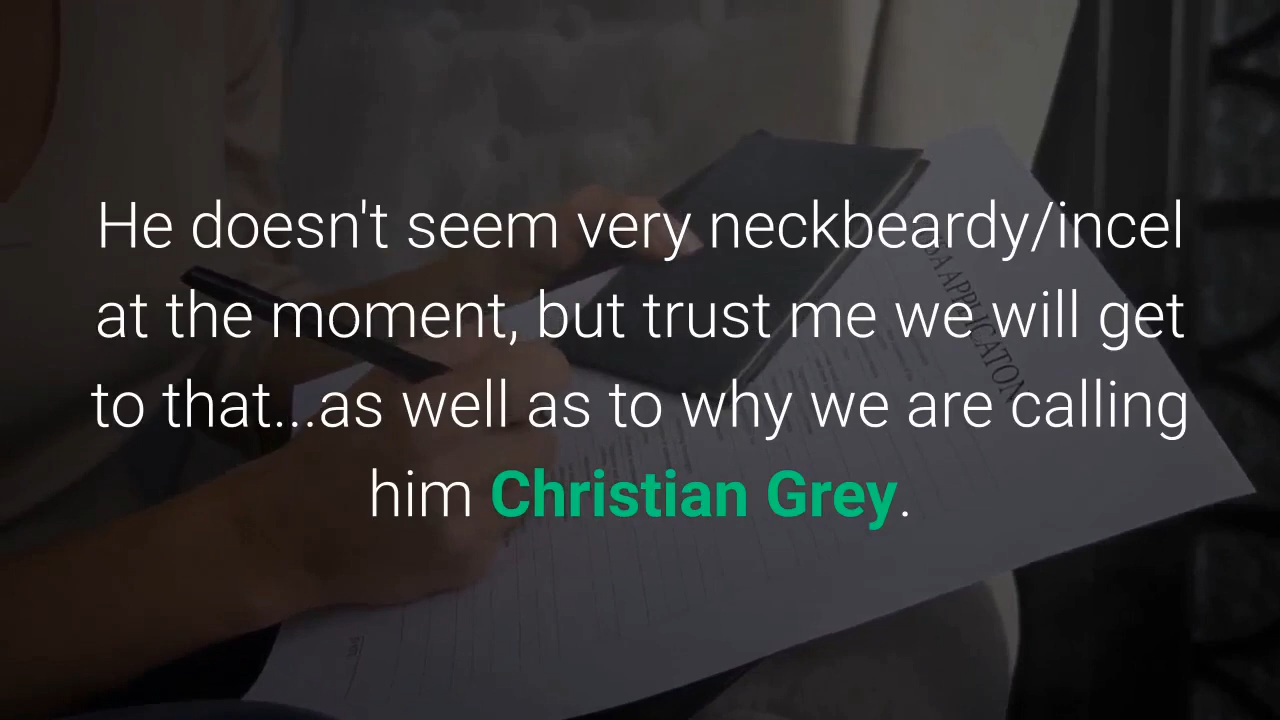 He doesn't seem very neckbeardy/incel
at the moment, but trust me we will get
to that...as well as to why we are calling
him Christian Grey.
APPLICATON